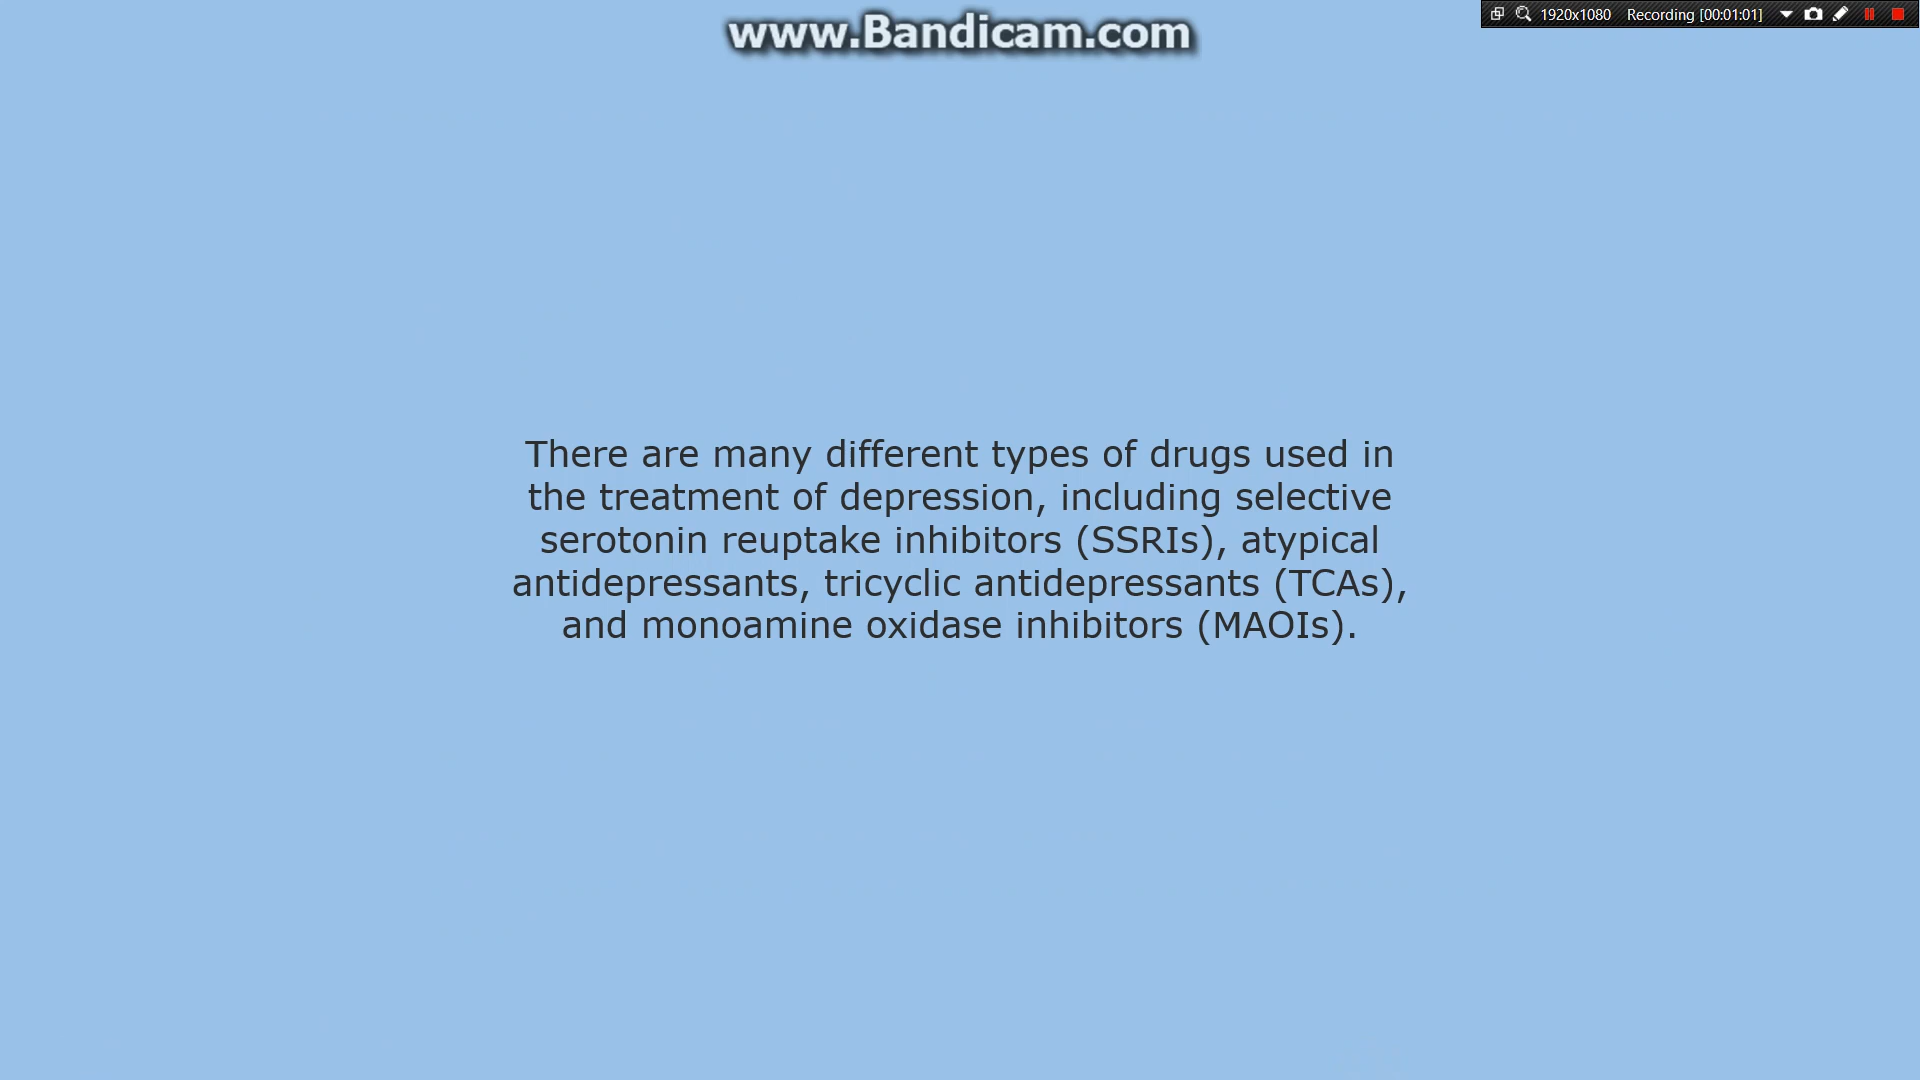 www.Bandicam.com
1920x1080 Recording [00:01:01]
There are many different types of drugs used in
the treatment of depression, including selective
serotonin reuptake inhibitors (SSRIs), atypical
antidepressants, tricyclic antidepressants (TCAs),
and monoamine oxidase inhibitors (MAOIs).